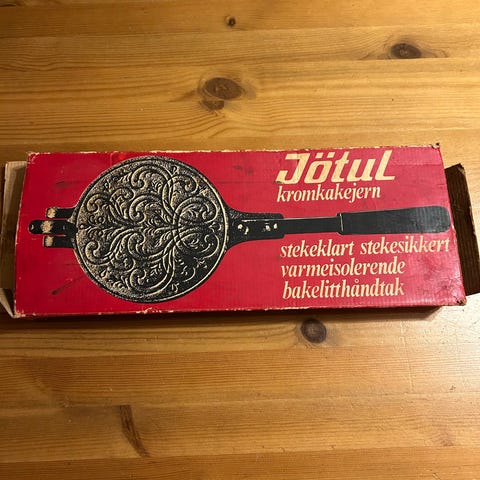 Jötul
kromkakejern
stekeklart stekesikkert
varmeisolerende
bakelitthåndtak